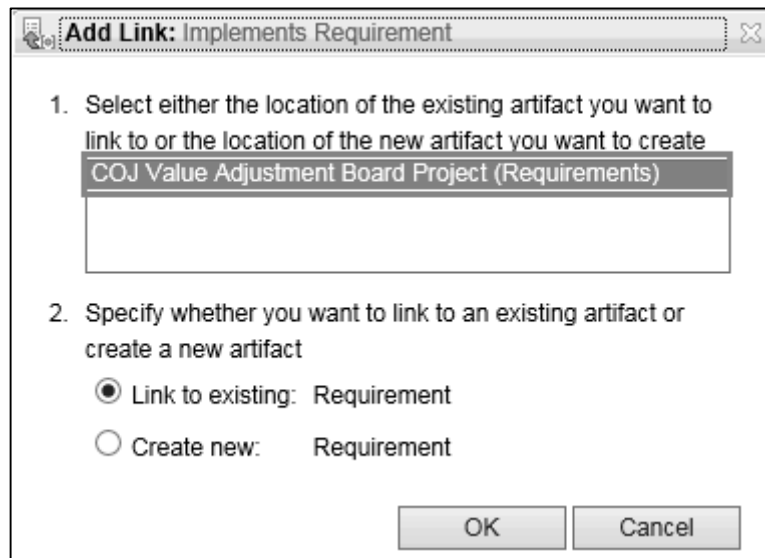 Add Link: Implements Requirement
1. Select either the location of the existing artifact you want to
link to or the location of the new artifact you want to create
COJ Value Adjustment Board Project (Requirements)
2. Specify whether you want to link to an existing artifact or
create a new artifact
Link to existing: Requirement
Create new: Requirement
OK Cancel